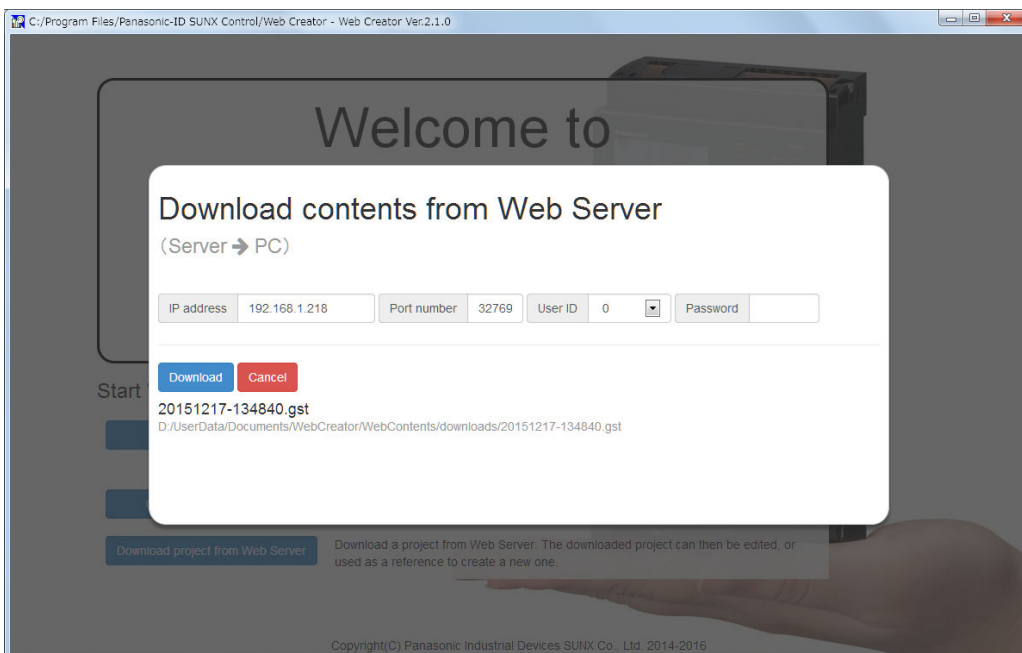 C:/Program Files/Panasonic-ID SUNX Control/Web Creator - Web Creator Ver.2.1.0
Welcome to
Download contents from Web Server
(Server → PC)
IP address 192.168.1.218 Port number 32769 User ID 0 Password
Download Cancel
Start
20151217-134840.gst
D:/UserData/Documents/WebCreator/WebContents/downloads/20151217-134840.gst
Download project from Web Server
Download a project from Web Server. The downloaded project can then be edited, or
used as a reference to create a new one.
Copyright(C) Panasonic Industrial Devices SUNX Co., Ltd. 2014-2016